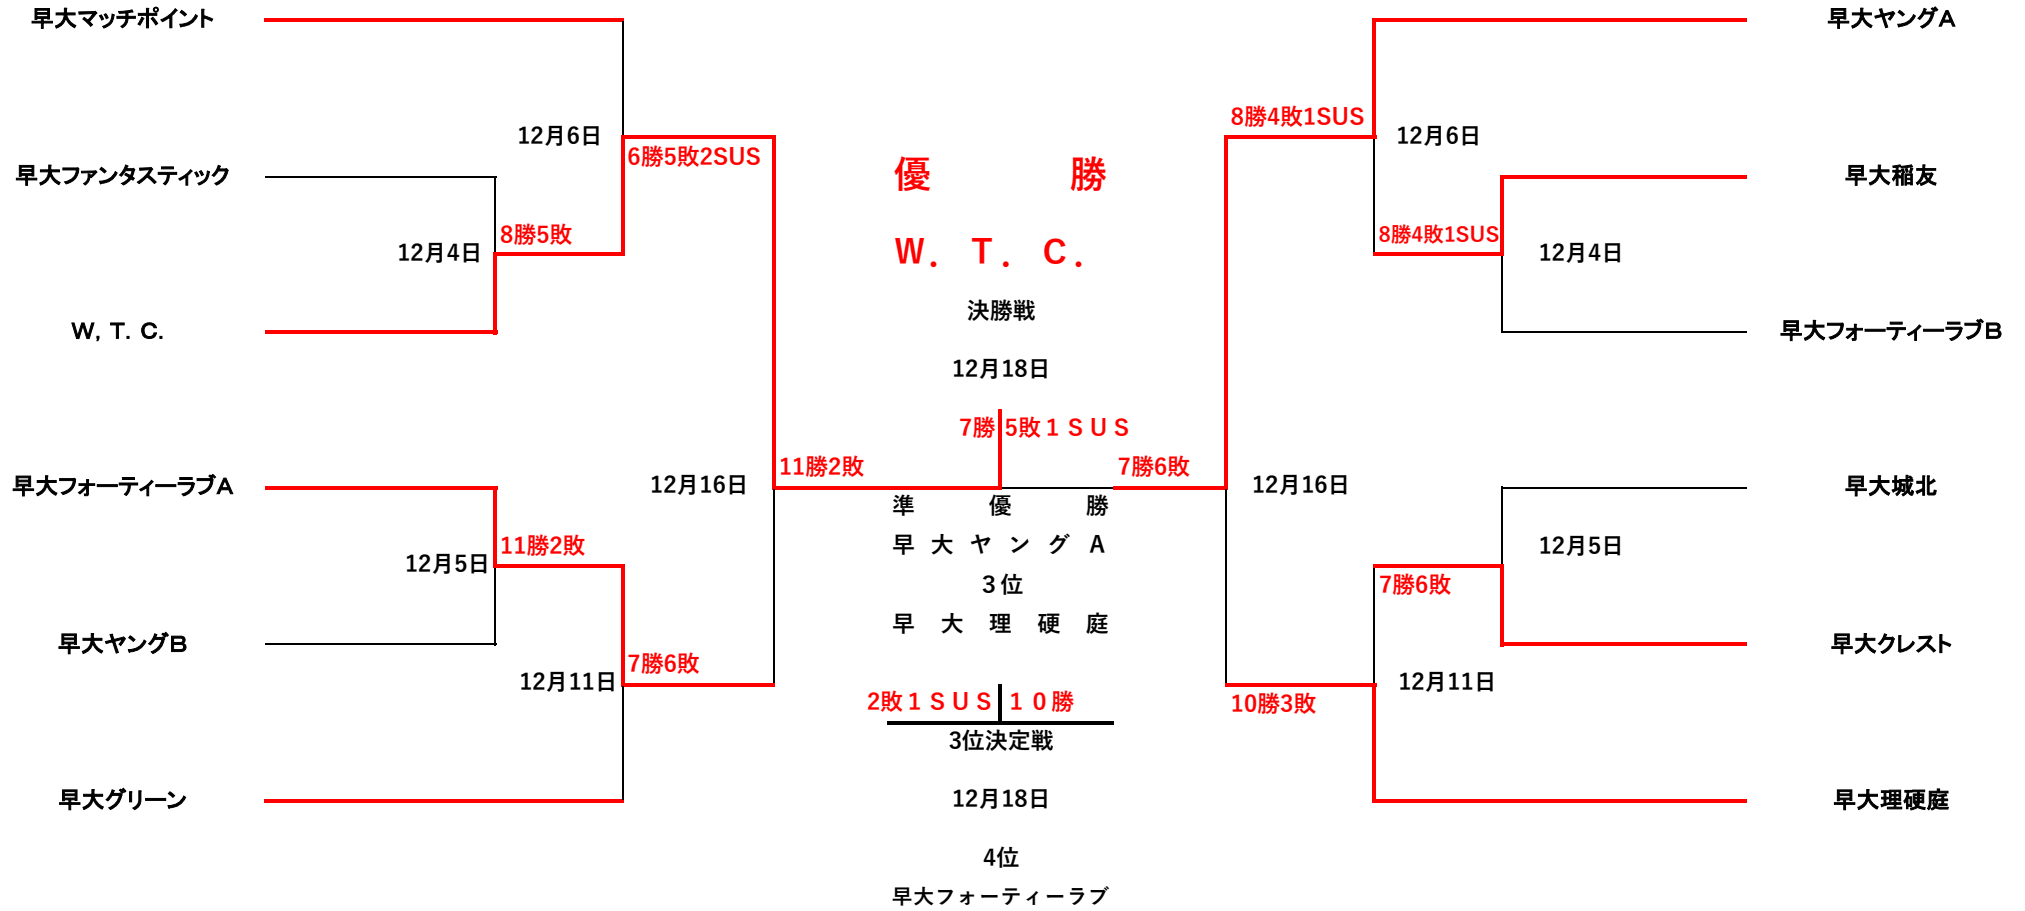 早大マッチポイント
早大ヤングA
8勝4敗1SUS
12月6日
12月6日
6勝5敗2SUS
優 勝
早大ファンタスティック
早大稲友
8勝5敗
8勝4敗1SUS
12月4日
W. T. C.
12月4日
決勝戦
W, T. C.
早大フォーティーラブB
12月18日
7勝 5敗1SUS
11勝2敗
7勝6敗
早大フォーティーラブA
12月16日
12月16日
早大城北
準 優 勝
早大ヤングA
11勝2敗
12月5日
12月5日
3位
7勝6敗
早大理硬庭
早大ヤングB
早大クレスト
7勝6敗
12月11日
12月11日
2敗1SUS 10勝
10勝3敗
3位決定戦
早大グリーン
12月18日
早大理硬庭
4位
早大フォーティーラブ